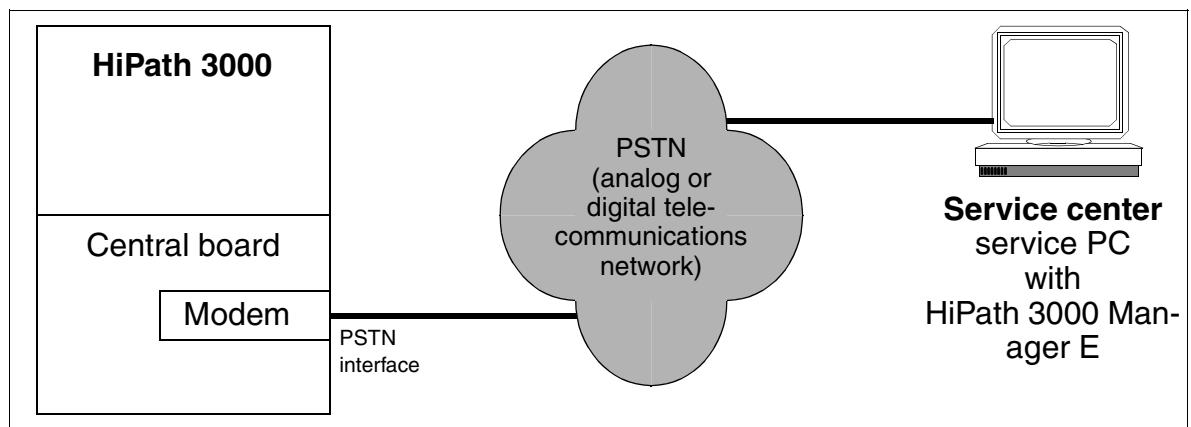 HiPath 3000
Central board
Modem
PSTN
interface
PSTN
(analog or
digital tele-
communications
network)
Service center
service PC
with
HiPath 3000 Man-
ager E